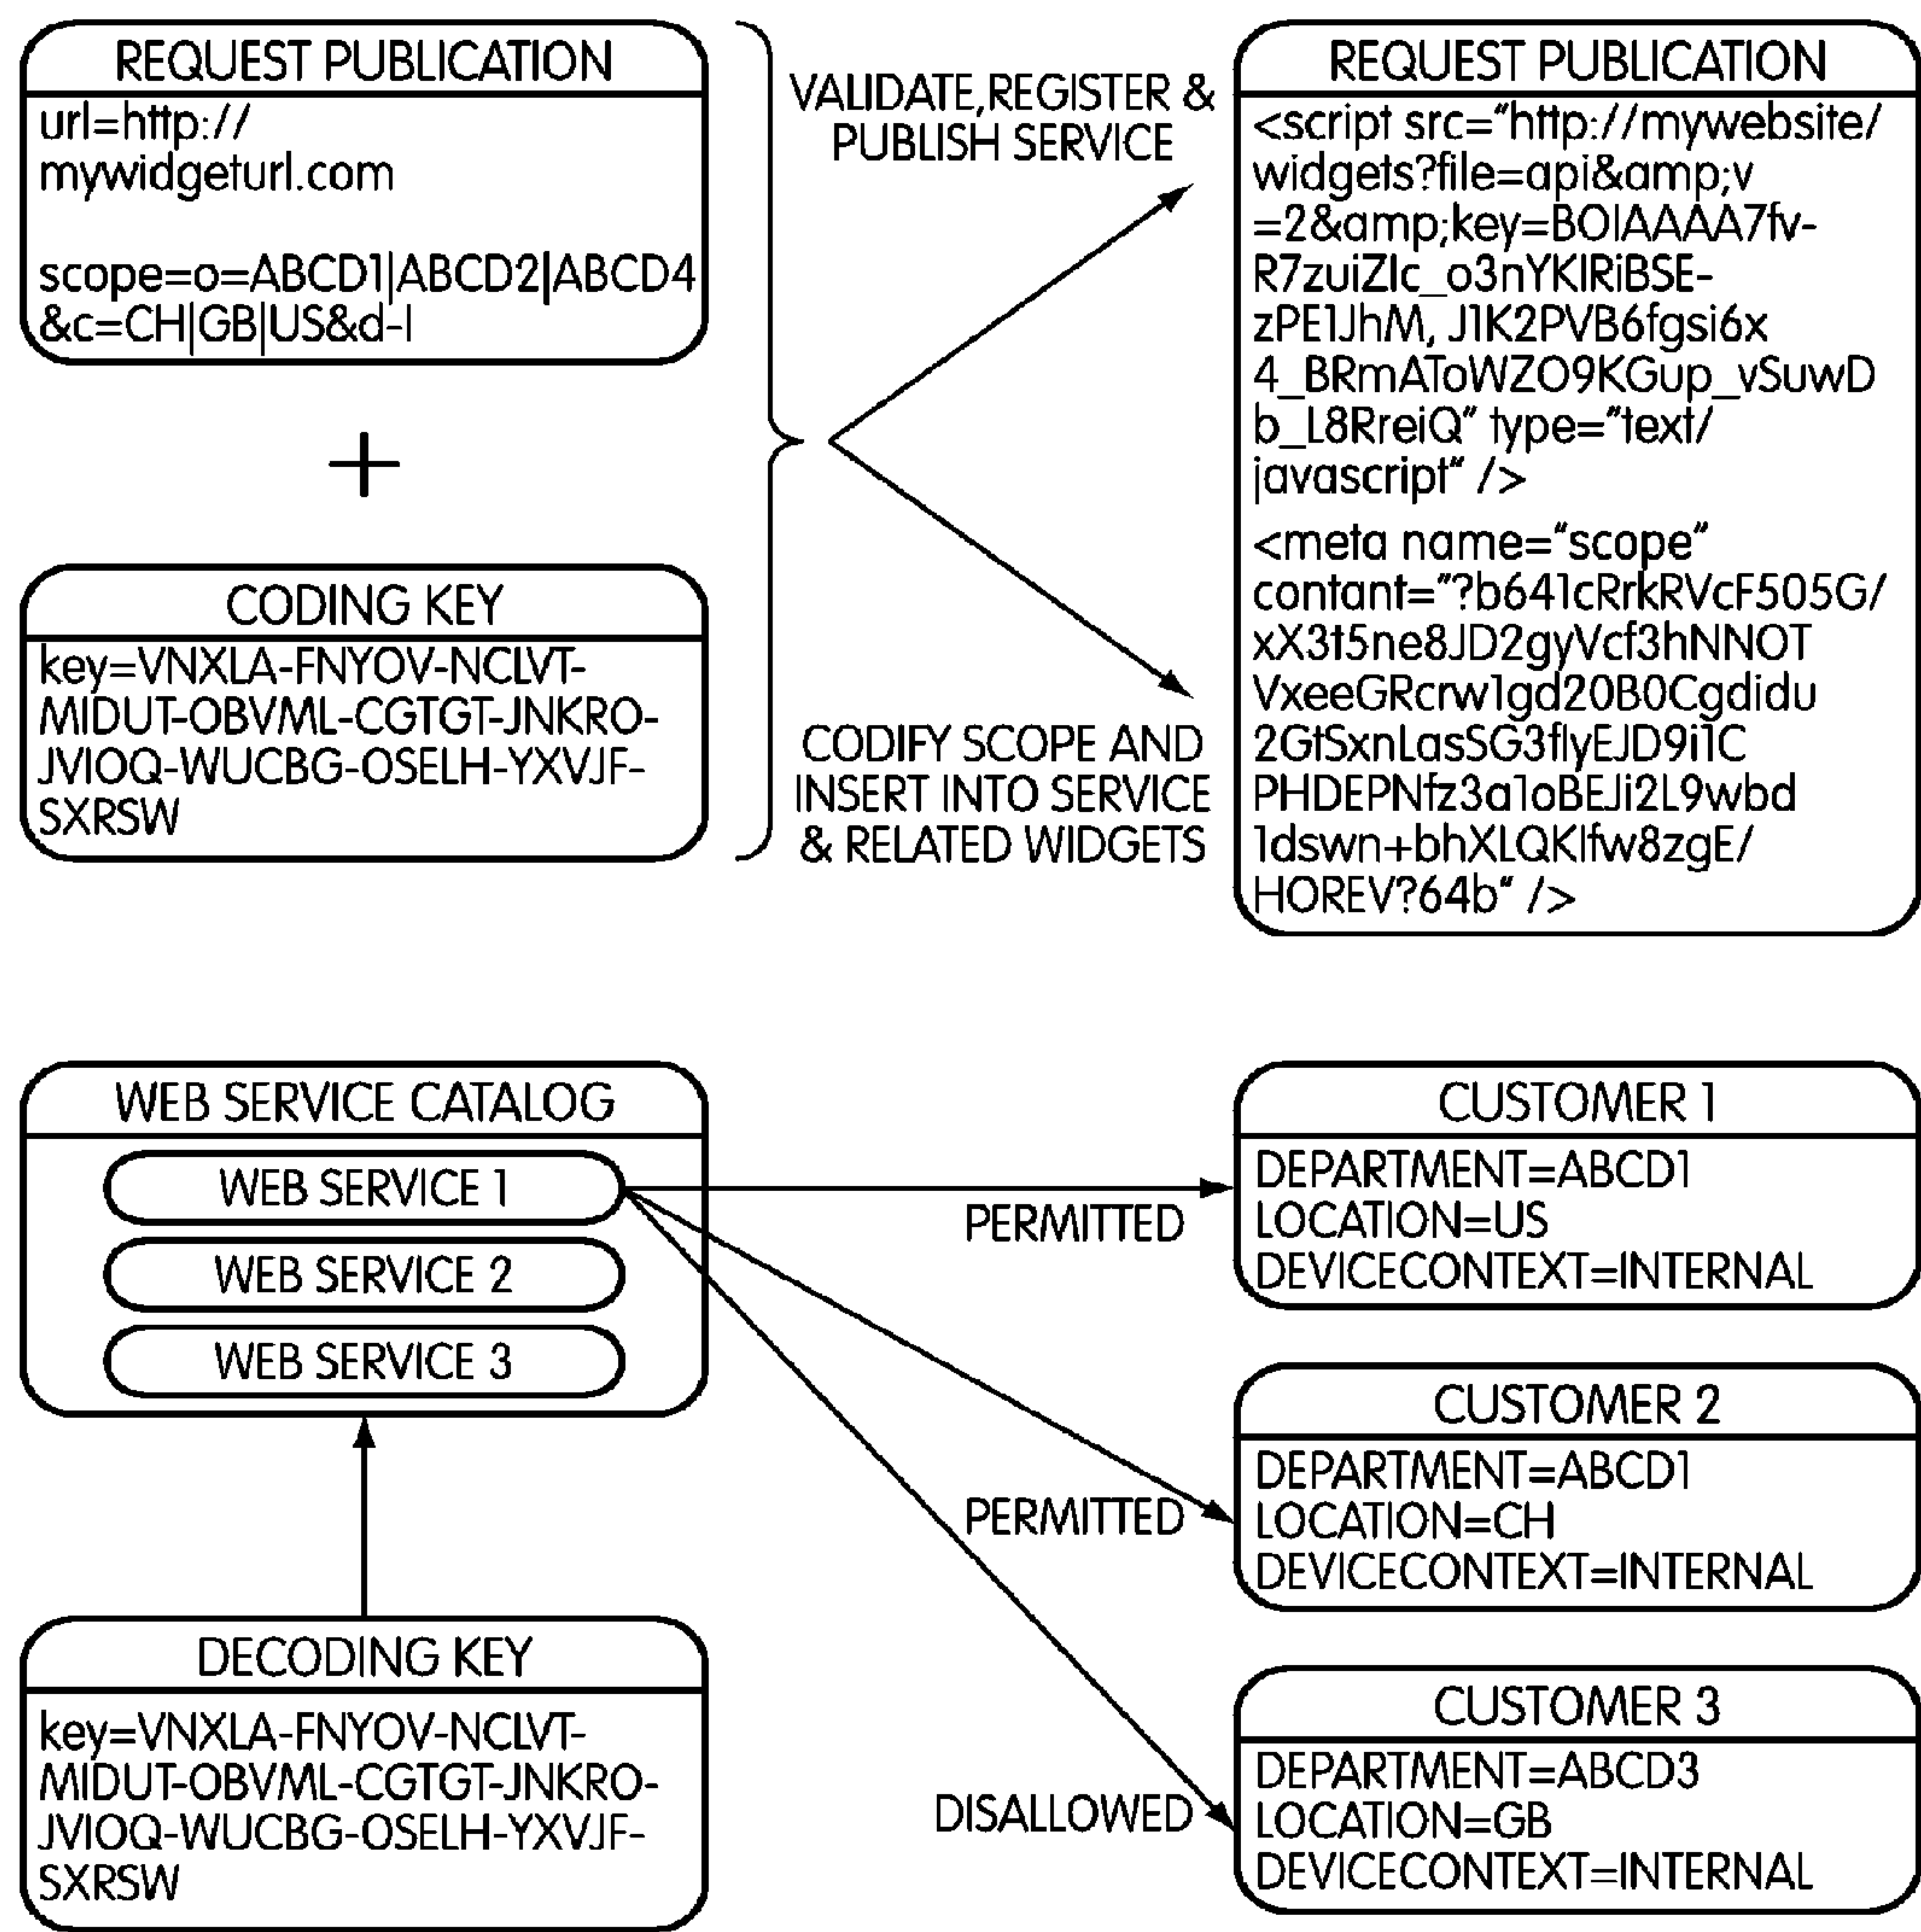 REQUEST PUBLICATION
url=http://
mywidgeturl.com
scope=o=ABCD1|ABCD2|ABCD4
&c=CH|GB|US&d-I
+
CODING KEY
key=VNXLA-FNYOV-NCLVT-
MIDUT-OBVML-CGTGT-JNKRO-
JVIOQ-WUCBG-OSELH-YXVJF-
SXRSW
VALIDATE,REGISTER &
PUBLISH SERVICE
CODIFY SCOPE AND
INSERT INTO SERVICE
& RELATED WIDGETS
REQUEST PUBLICATION
<script src="http://mywebsite/
widgets?file=api&amp;v
=2&amp;key=BOIAAAA7fv-
R7zuiZIc_o3nYKIRiBSE-
zPE1JhM, J1K2PVB6fgsi6x
4_BRmAToWZO9KGup_vSuwD
b_L8RreiQ" type="text/
javascript" />
<meta name="scope"
contant="?b641cRrkRVcF505G/
xX3t5ne8JD2gyVcf3hNNOT
VxeeGRcrw1gd20B0Cgdidu
2GtSxnLasSG3flyEJD9i1C
PHDEPNfz3a1oBEJi2L9wbd
1dswn+bhXLQKIfw8zgE/
HOREV?64b" />
WEB SERVICE CATALOG
WEB SERVICE 1
WEB SERVICE 2
WEB SERVICE 3
DECODING KEY
key=VNXLA-FNYOV-NCLVT-
MIDUT-OBVML-CGTGT-JNKRO-
JVIOQ-WUCBG-OSELH-YXVJF-
SXRSW
PERMITTED
CUSTOMER 1
DEPARTMENT=ABCD1
LOCATION=US
DEVICECONTEXT=INTERNAL
PERMITTED
CUSTOMER 2
DEPARTMENT=ABCD1
LOCATION=CH
DEVICECONTEXT=INTERNAL
DISALLOWED
CUSTOMER 3
DEPARTMENT=ABCD3
LOCATION=GB
DEVICECONTEXT=INTERNAL